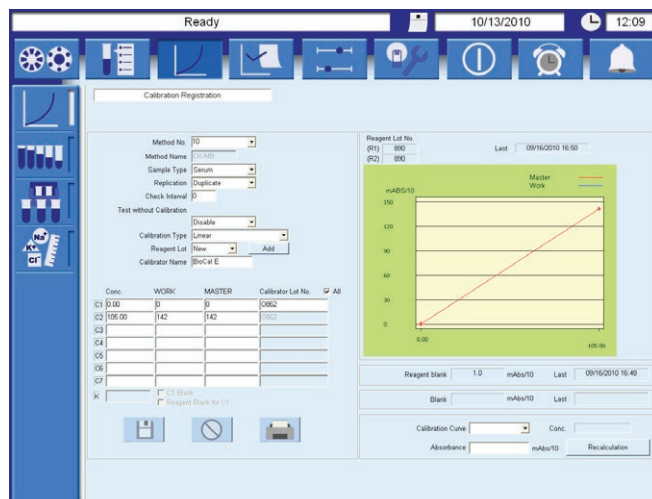 Ready 10/13/2010 12:09
Calibration Registration
Method No. 10
Method Name CK-MB
Sample Type Serum
Replication Duplicate
Check Interval 0
Test without Calibration
Disable
Calibration Type Linear
Reagent Lot New Add
Calibrator Name BioCal E
Conc. WORK MASTER Calibrator Lot No. All
C1 0.00 0 0 O862
C2 105.00 142 142 O862
C3
C4
C5
C6
C7
K C1 Blank
Reagent Blank for C1
Reagent Lot No.
(R1) 890 Last 09/16/2010 16:50
(R2) 890
Master
Work
mABS/10
150
120
90
60
30
0
0.00 105.00
Reagent blank 1.0 mAbs/10 Last 09/16/2010 16:40
Blank mAbs/10 Last
Calibration Curve Conc.
Absorbance mAbs/10 Recalculation
Na+
K+
Cl-